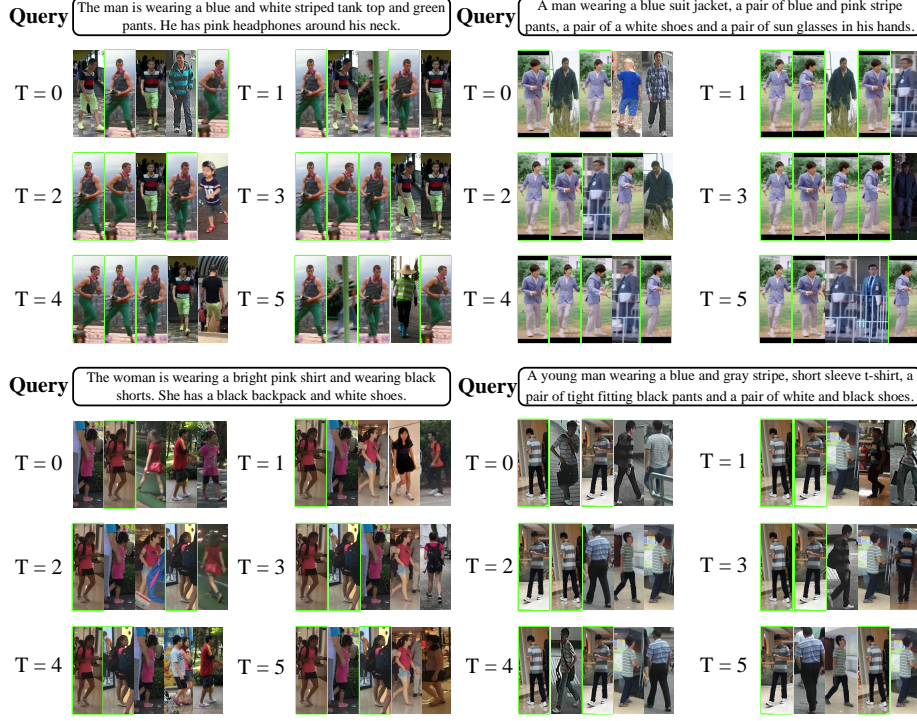 Query
The man is wearing a blue and white striped tank top and green
pants. He has pink headphones around his neck.
T = 0
T = 1
T = 2
T = 3
T = 4
T = 5
Query
A man wearing a blue suit jacket, a pair of blue and pink stripe
pants, a pair of a white shoes and a pair of sun glasses in his hands.
T = 0
T = 1
T = 2
T = 3
T = 4
T = 5
Query
The woman is wearing a bright pink shirt and wearing black
shorts. She has a black backpack and white shoes.
T = 0
T = 1
T = 2
T = 3
T = 4
T = 5
Query
A young man wearing a blue and gray stripe, short sleeve t-shirt, a
pair of tight fitting black pants and a pair of white and black shoes.
T = 0
T = 1
T = 2
T = 3
T = 4
T = 5